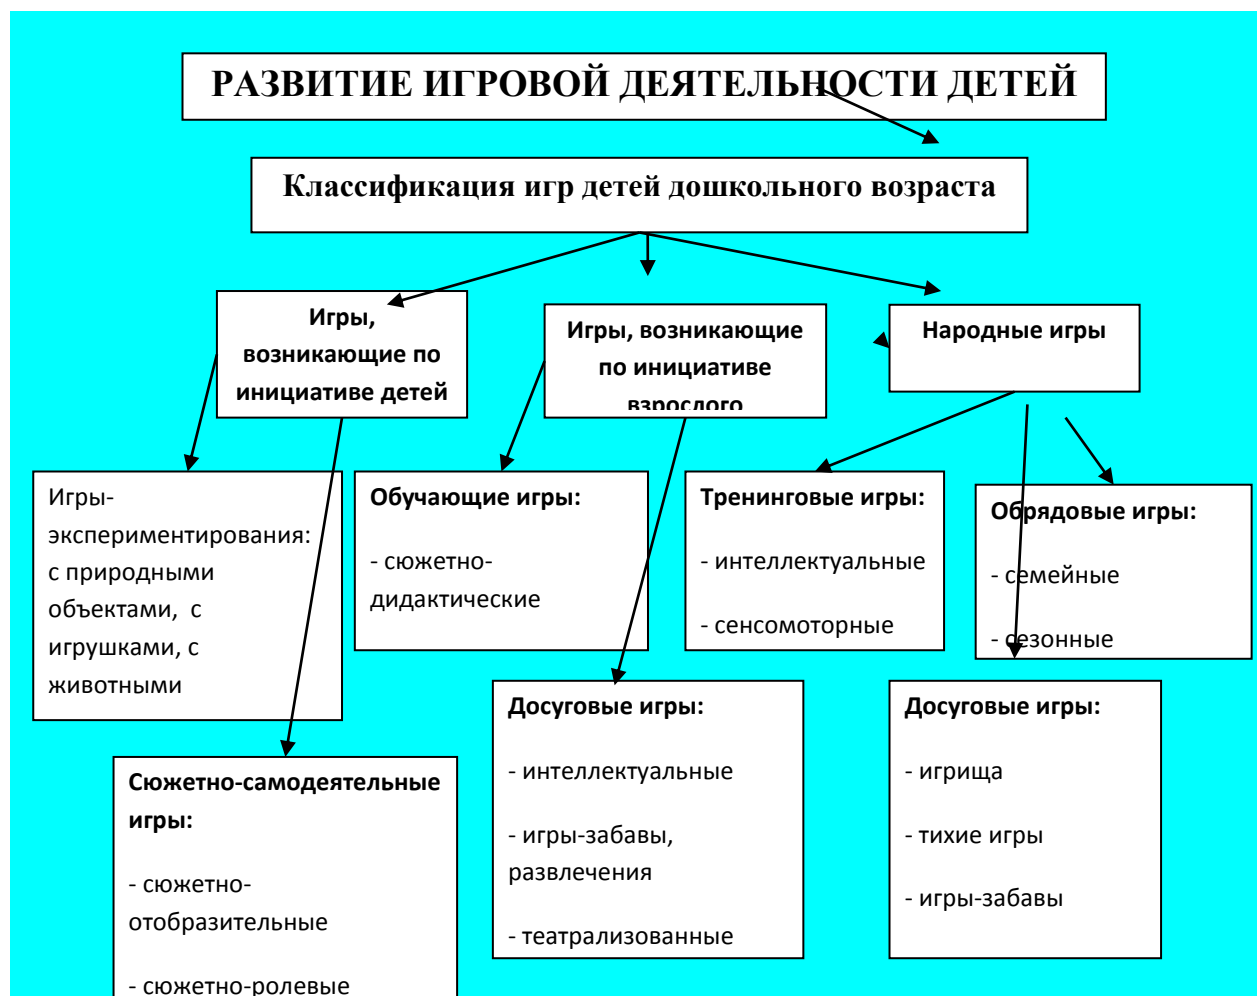 РАЗВИТИЕ ИГРОВОЙ ДЕЯТЕЛЬНОСТИ ДЕТЕЙ
Классификация игр детей дошкольного возраста
Игры,
возникающие по
инициативе детей
Игры, возникающие
по инициативе
взрослого
Народные игры
Игры-
экспериментирования:
с природными
объектами, с
игрушками, с
животными
Обучающие игры:
- сюжетно-
дидактические
Тренинговые игры:
- интеллектуальные
- сенсомоторные
Обрядовые игры:
- семейные
- сезонные
Сюжетно-самодеятельные
игры:
- сюжетно-
отобразительные
- сюжетно-ролевые
Досуговые игры:
- интеллектуальные
- игры-забавы,
развлечения
- театрализованные
Досуговые игры:
- игрища
- тихие игры
- игры-забавы